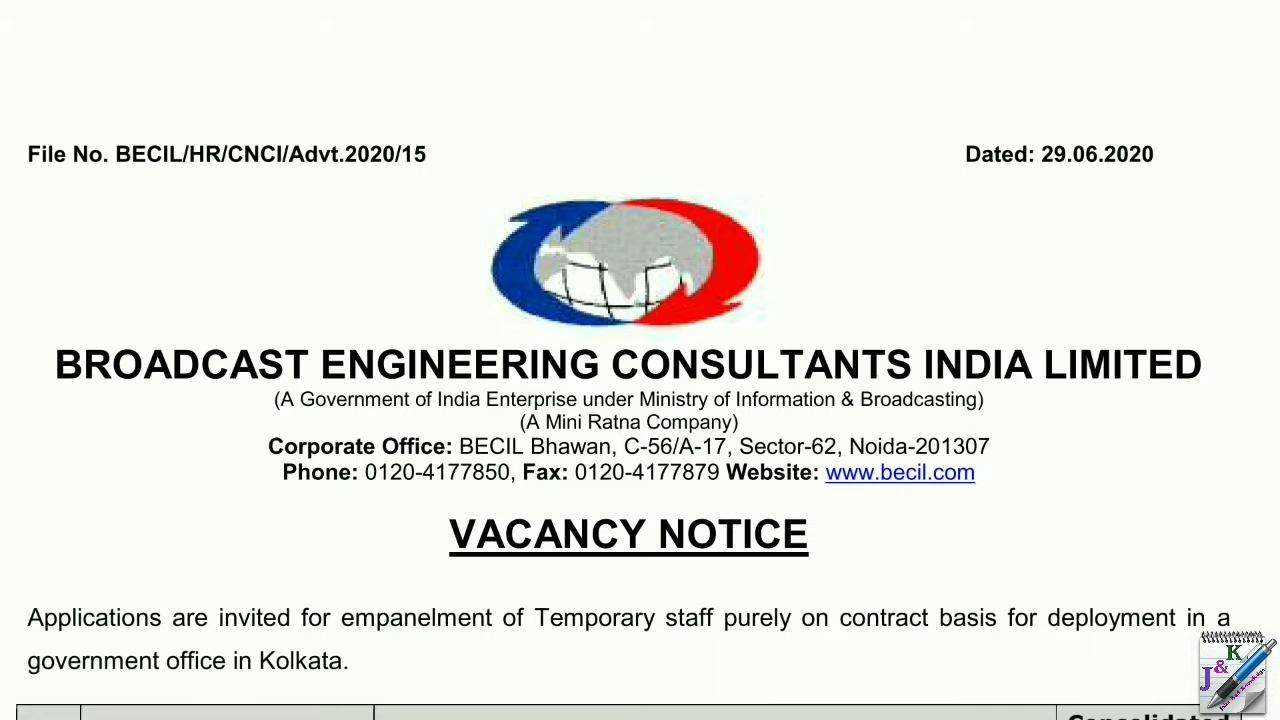 File No. BECIL/HR/CNCI/Advt.2020/15 Dated: 29.06.2020
BROADCAST ENGINEERING CONSULTANTS INDIA LIMITED
(A Government of India Enterprise under Ministry of Information & Broadcasting)
(A Mini Ratna Company)
Corporate Office: BECIL Bhawan, C-56/A-17, Sector-62, Noida-201307
Phone: 0120-4177850, Fax: 0120-4177879 Website: www.becil.com
VACANCY NOTICE
Applications are invited for empanelment of Temporary staff purely on contract basis for deployment in a
government office in Kolkata.
J&K
Consolidated